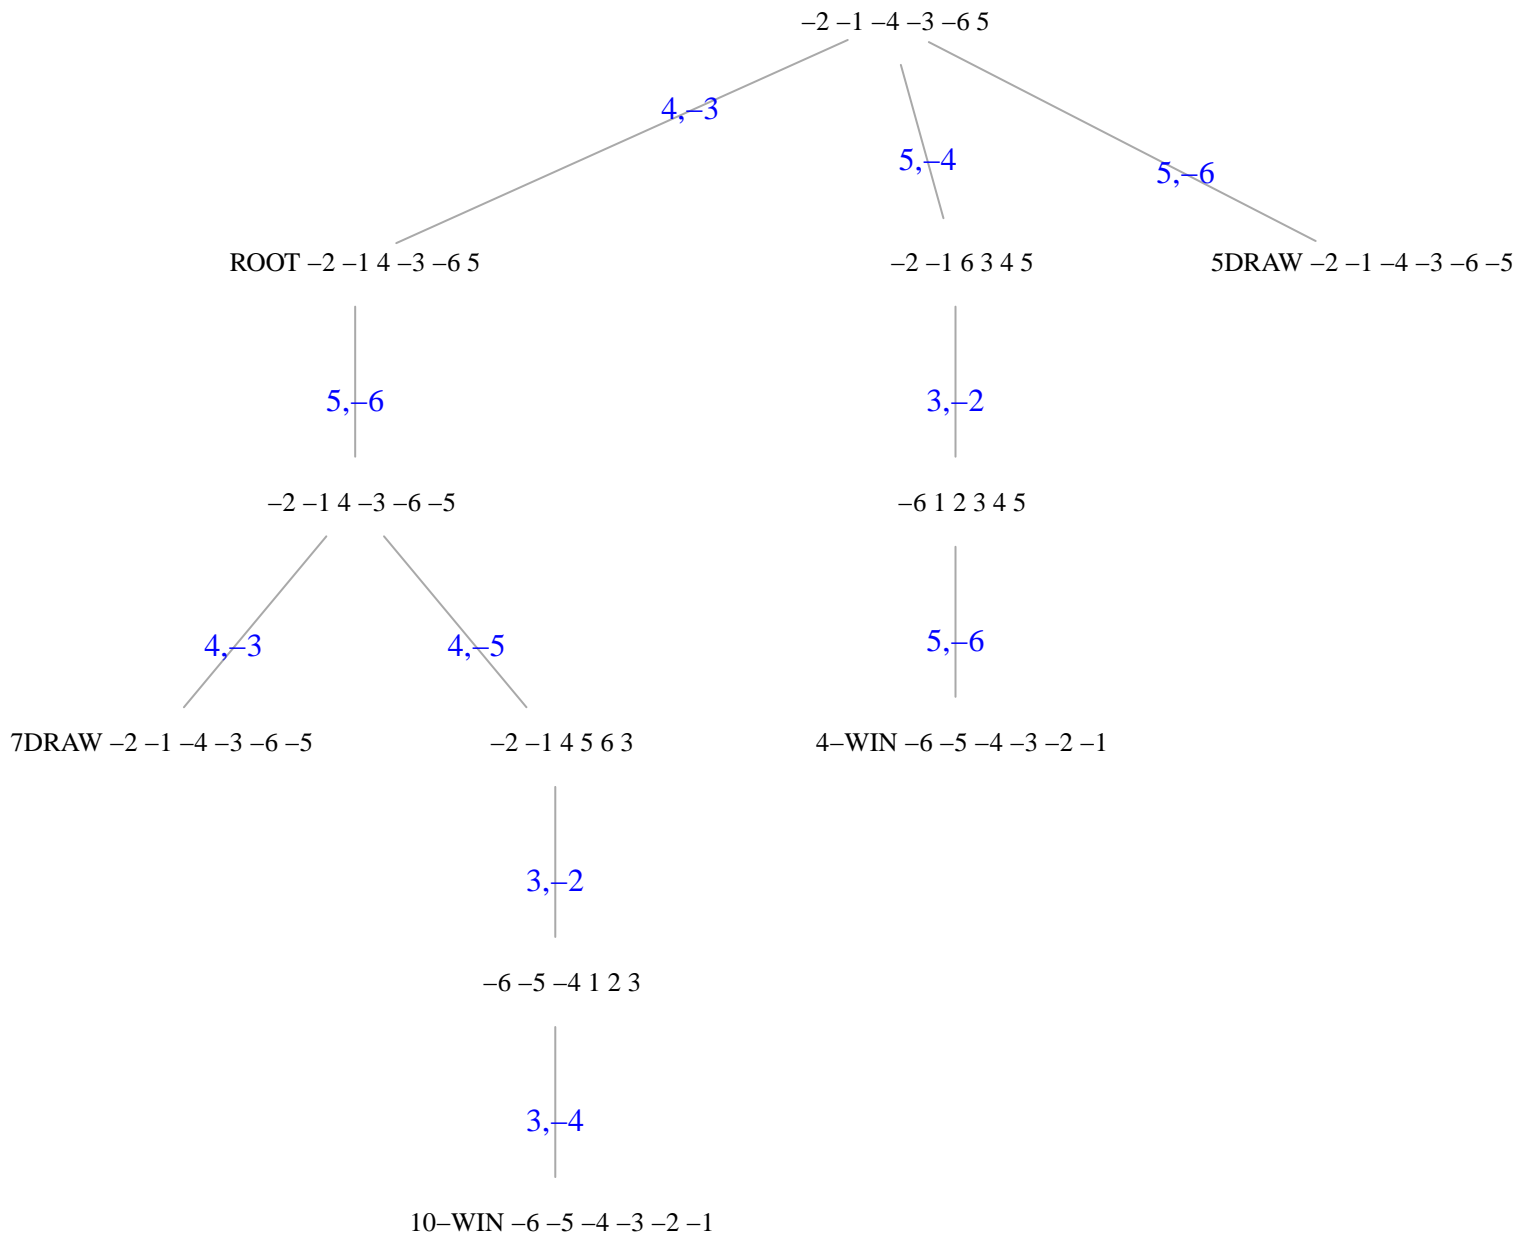 –2 –1 –4 –3 –6 5
4,–3
5,–4
5,–6
ROOT –2 –1 4 –3 –6 5
–2 –1 6 3 4 5
5DRAW –2 –1 –4 –3 –6 –5
5,–6
3,–2
–2 –1 4 –3 –6 –5
–6 1 2 3 4 5
4,–3
4,–5
5,–6
7DRAW –2 –1 –4 –3 –6 –5
–2 –1 4 5 6 3
4–WIN –6 –5 –4 –3 –2 –1
3,–2
–6 –5 –4 1 2 3
3,–4
10–WIN –6 –5 –4 –3 –2 –1